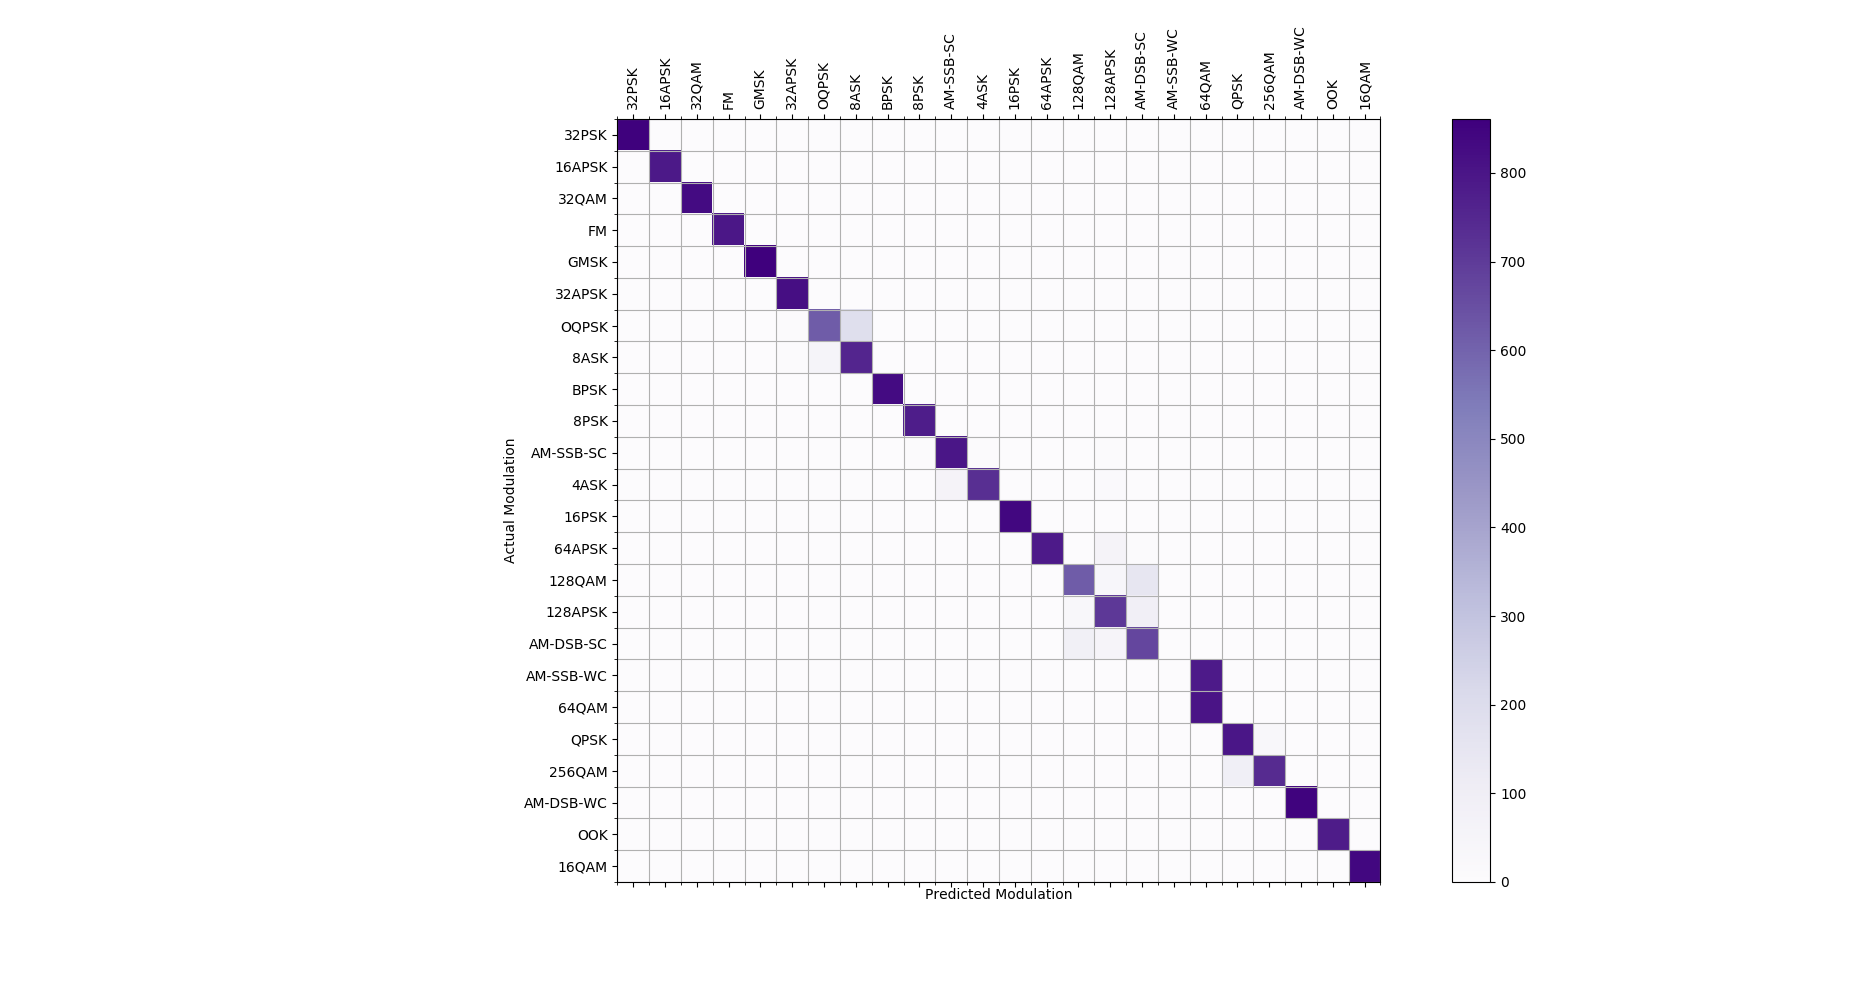 32PSK
16APSK
32QAM
FM
GMSK
32APSK
OQPSK
8ASK
BPSK
8PSK
AM-SSB-SC
4ASK
16PSK
64APSK
128QAM
128APSK
AM-DSB-SC
AM-SSB-WC
64QAM
QPSK
256QAM
AM-DSB-WC
OOK
16QAM
Actual Modulation
32PSK
16APSK
32QAM
FM
GMSK
32APSK
OQPSK
8ASK
BPSK
8PSK
AM-SSB-SC
4ASK
16PSK
64APSK
128QAM
128APSK
AM-DSB-SC
AM-SSB-WC
64QAM
QPSK
256QAM
AM-DSB-WC
OOK
16QAM
Predicted Modulation
800
700
600
500
400
300
200
100
0